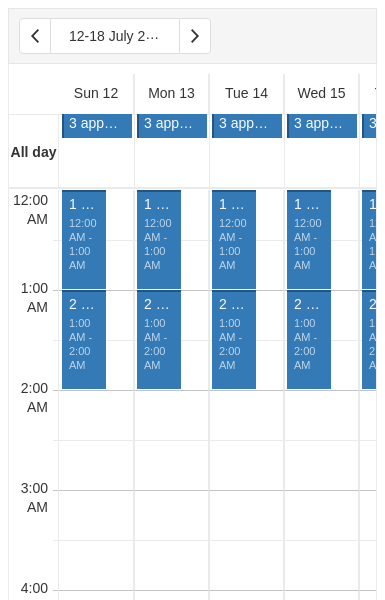 12-18 July 2···
Sun 12 Mon 13 Tue 14 Wed 15
3 app… 3 app… 3 app… 3 app… 3
All day
12:00 AM
1 … 1 … 1 … 1 … 1
12:00 12:00 12:00 12:00
AM - AM - AM - AM -
1:00 1:00 1:00 1:00
AM AM AM AM
1:00 AM
2 … 2 … 2 … 2 … 2
1:00 1:00 1:00 1:00
AM - AM - AM - AM -
2:00 2:00 2:00 2:00
AM AM AM AM
2:00 AM
3:00 AM
4:00